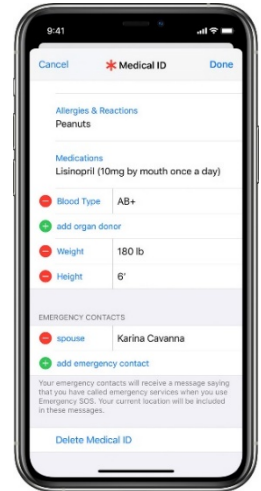 9:41
Cancel Medical ID Done
Allergies & Reactions
Peanuts
Medications
Lisinopril (10mg by mouth once a day)
Blood Type AB+
add organ donor
Weight 180 lb
Height 6'
EMERGENCY CONTACTS
spouse Karina Cavanna
add emergency contact
Your emergency contacts will receive a message saying
that you have called emergency services when you use
Emergency SOS. Your current location will be included
in these messages.
Delete Medical ID